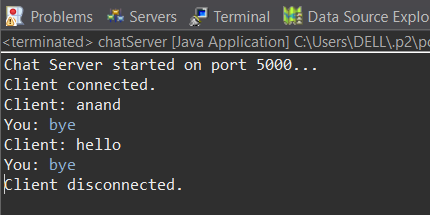 Problems Servers Terminal Data Source Explo
<terminated> chatServer [Java Application] C:\Users\DELL\.p2\po
Chat Server started on port 5000...
Client connected.
Client: anand
You: bye
Client: hello
You: bye
Client disconnected.